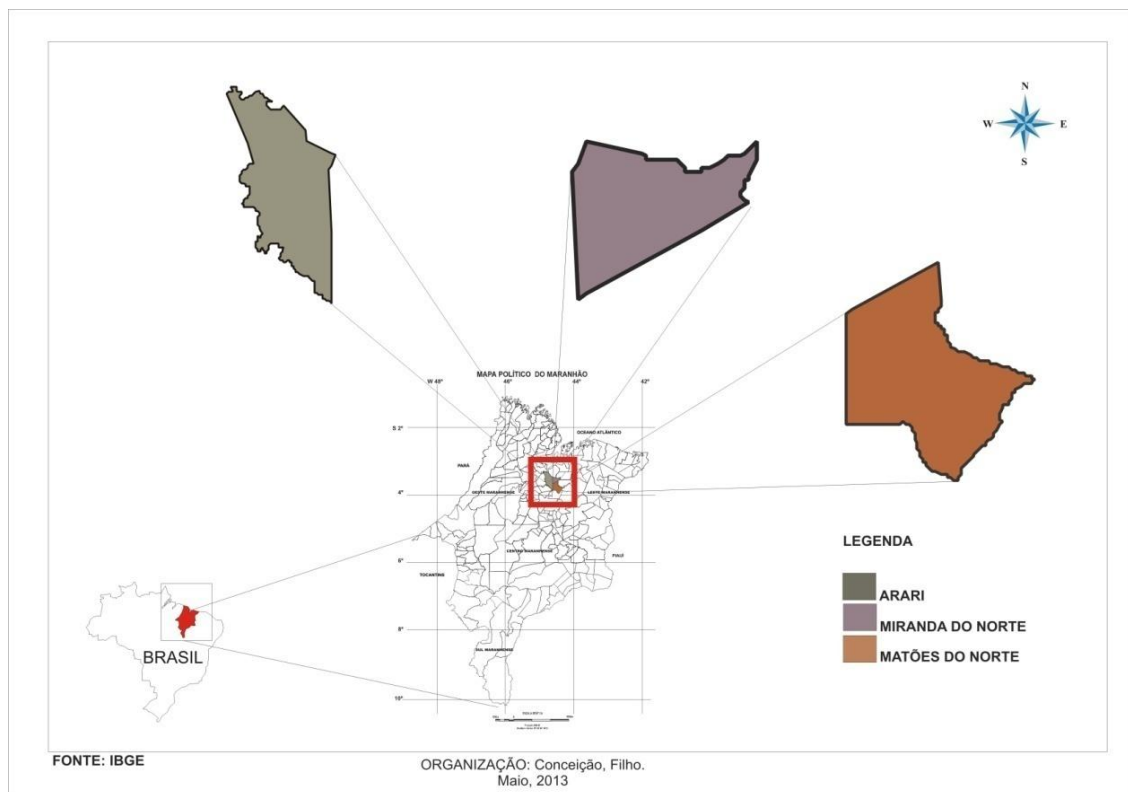 N
W E
S
MAPA POLÍTICO DO MARANHÃO
W 48° 46° 44° 42°
S 2°
OCEANO ATLÂNTICO
PARÁ
OESTE MARANHENSE
LESTE MARANHENSE
4°
CENTRO MARANHENSE
PIAUÍ
6°
TOCANTINS
8°
SUL MARANHENSE
10°
BRASIL
LEGENDA
ARARI
MIRANDA DO NORTE
MATÕES DO NORTE
FONTE: IBGE
ORGANIZAÇÃO: Conceição, Filho.
Maio, 2013